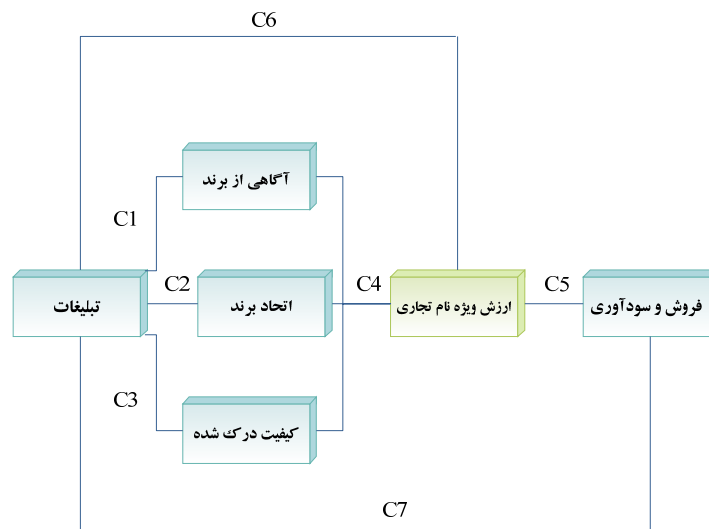 C6
آگاهی از برند
C1
تبلیغات
C2
اتحاد برند
C4
ارزش ویژه نام تجاری
C5
فروش و سودآوری
C3
کیفیت درک شده
C7